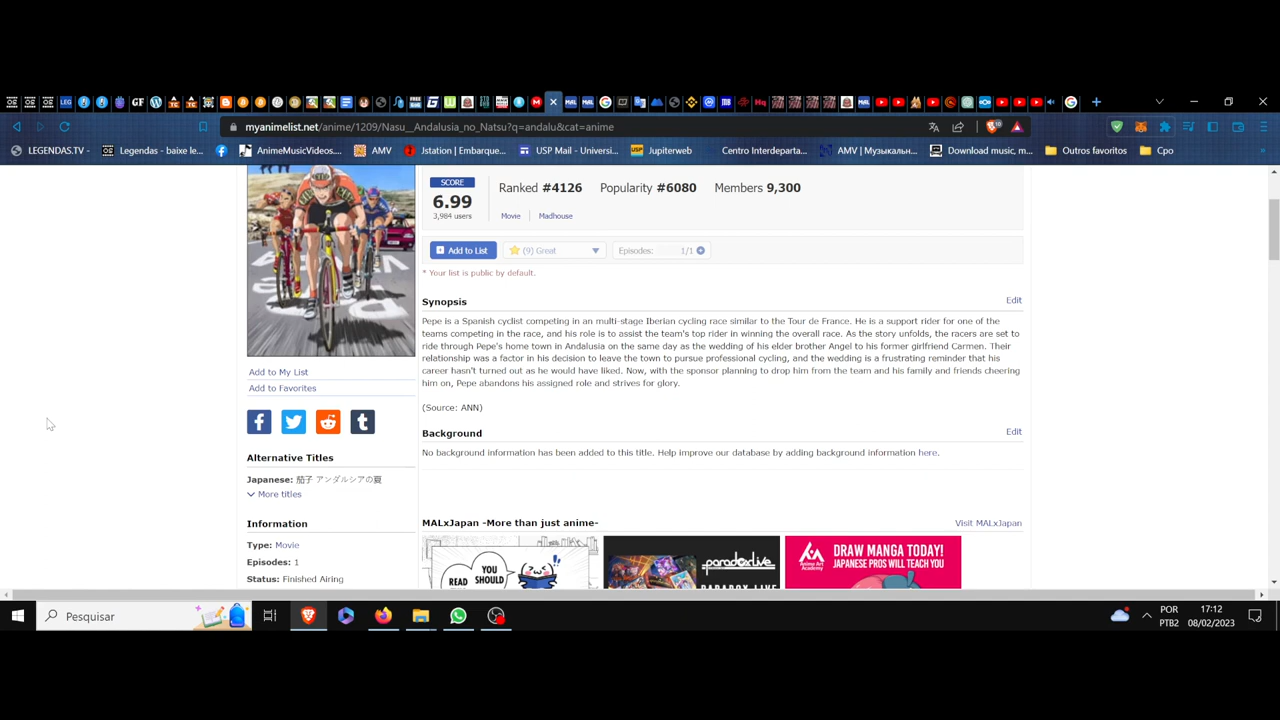 myanimelist.net/anime/1209/Nasu__Andalusia_no_Natsu?q=andalu&cat=anime
LEGENDAS.TV - Legendas - baixe le... AnimeMusicVideos.... AMV Jstation | Embarque... USP Mail - Universi... Jupiterweb Centro Interdeparta... AMV | Музыкальн... Download music, m... Outros favoritos Cpo
SCORE
6.99
3,984 users
Ranked #4126 Popularity #6080 Members 9,300
Movie Madhouse
Add to List (9) Great Episodes: 1/1
* Your list is public by default.
Synopsis Edit
Pepe is a Spanish cyclist competing in an multi-stage Iberian cycling race similar to the Tour de France. He is a support rider for one of the
teams competing in the race, and his role is to assist the team's top rider in winning the overall race. As the story unfolds, the racers are set to
ride through Pepe's home town in Andalusia on the same day as the wedding of his elder brother Angel to his former girlfriend Carmen. Their
relationship was a factor in his decision to leave the town to pursue professional cycling, and the wedding is a frustrating reminder that his
career hasn't turned out as he would have liked. Now, with the sponsor planning to drop him from the team and his family and friends cheering
him on, Pepe abandons his assigned role and strives for glory.
(Source: ANN)
Background Edit
No background information has been added to this title. Help improve our database by adding background information here.
Add to My List
Add to Favorites
Alternative Titles
Japanese: 茄子 アンダルシアの夏
More titles
Information
Type: Movie
Episodes: 1
Status: Finished Airing
MALxJapan -More than just anime- Visit MALxJapan
READ
YOU
SHOULD
paradoxlive
PARADOX LIVE
Anime Art
Academy
DRAW MANGA TODAY!
JAPANESE PROS WILL TEACH YOU
Pesquisar
POR
PTB2
17:12
08/02/2023